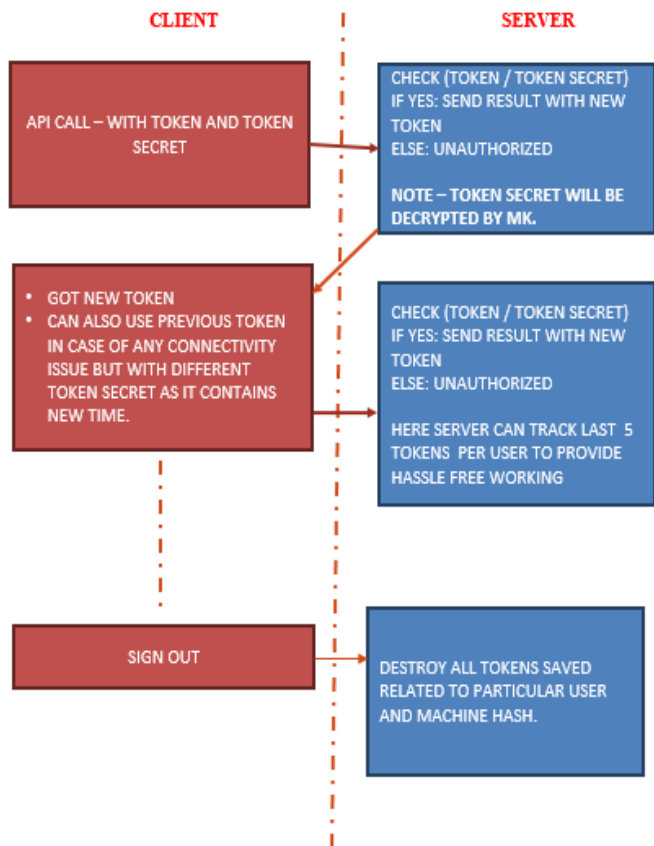 CLIENT
SERVER
API CALL – WITH TOKEN AND TOKEN
SECRET
CHECK (TOKEN / TOKEN SECRET)
IF YES: SEND RESULT WITH NEW
TOKEN
ELSE: UNAUTHORIZED
NOTE – TOKEN SECRET WILL BE
DECRYPTED BY MK.
• GOT NEW TOKEN
• CAN ALSO USE PREVIOUS TOKEN
IN CASE OF ANY CONNECTIVITY
ISSUE BUT WITH DIFFERENT
TOKEN SECRET AS IT CONTAINS
NEW TIME.
CHECK (TOKEN / TOKEN SECRET)
IF YES: SEND RESULT WITH NEW
TOKEN
ELSE: UNAUTHORIZED
HERE SERVER CAN TRACK LAST 5
TOKENS PER USER TO PROVIDE
HASSLE FREE WORKING
SIGN OUT
DESTROY ALL TOKENS SAVED
RELATED TO PARTICULAR USER
AND MACHINE HASH.